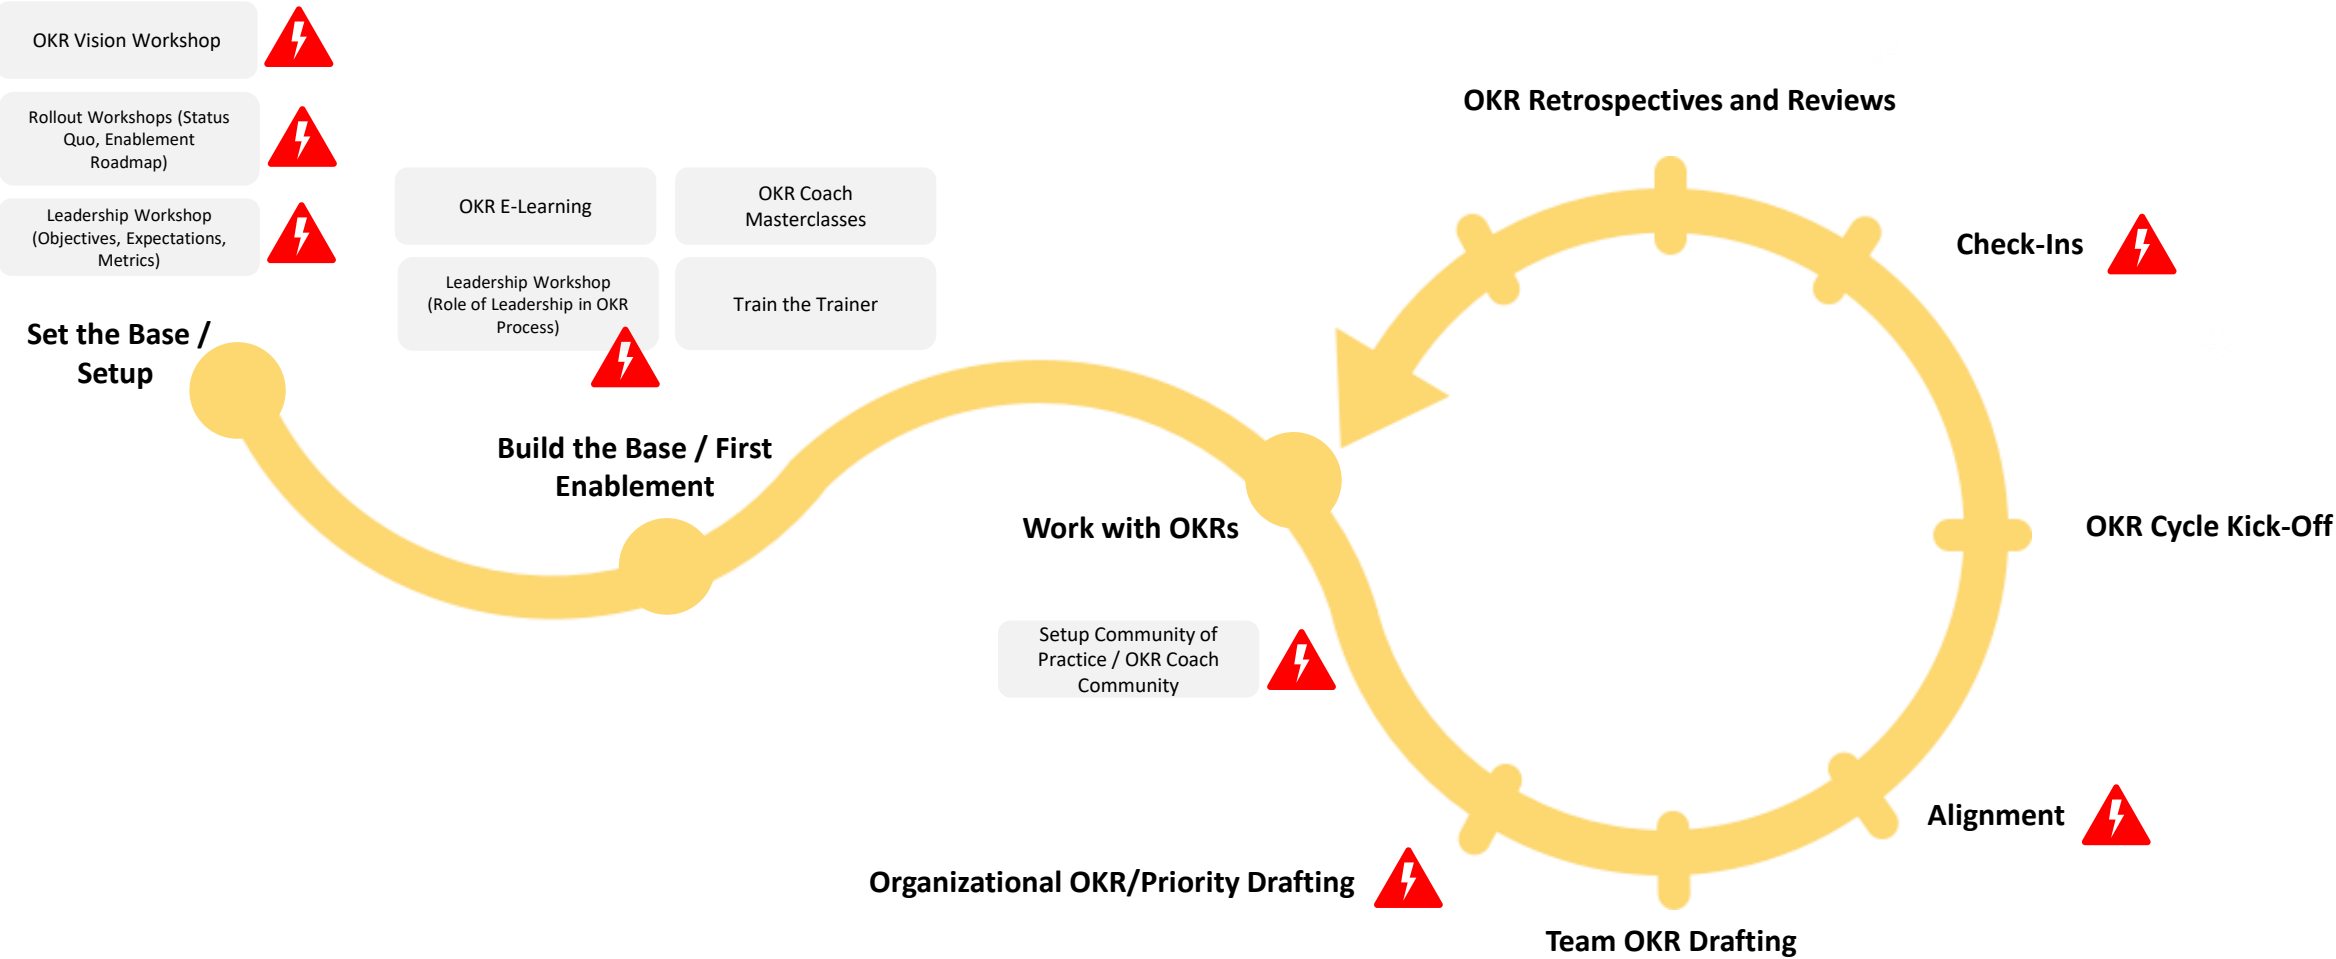 OKR Vision Workshop
Rollout Workshops (Status
Quo, Enablement
Roadmap)
Leadership Workshop
(Objectives, Expectations,
Metrics)
Set the Base /
Setup
OKR E-Learning
OKR Coach
Masterclasses
Leadership Workshop
(Role of Leadership in OKR
Process)
Train the Trainer
Build the Base / First
Enablement
Work with OKRs
Setup Community of
Practice / OKR Coach
Community
Organizational OKR/Priority Drafting
Team OKR Drafting
Alignment
OKR Cycle Kick-Off
Check-Ins
OKR Retrospectives and Reviews